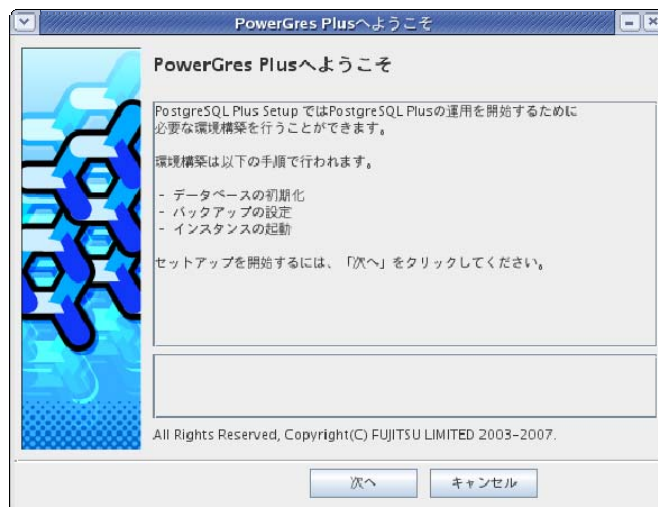 PowerGres Plusへようこそ
PowerGres Plusへようこそ
PostgreSQL Plus Setup ではPostgreSQL Plusの運用を開始するために
必要な環境構築を行うことができます。
環境構築は以下の手順で行われます。
- データベースの初期化
- バックアップの設定
- インスタンスの起動
セットアップを開始するには、「次へ」をクリックしてください。
All Rights Reserved, Copyright(C) FUJITSU LIMITED 2003-2007.
次へ
キャンセル